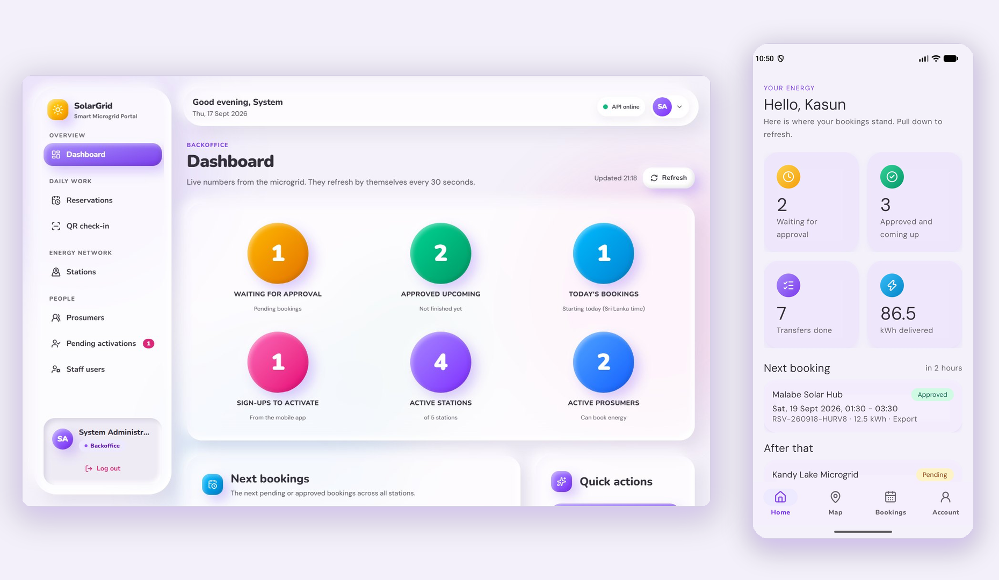 SolarGrid
Smart Microgrid Portal
OVERVIEW
Dashboard
DAILY WORK
Reservations
QR check-in
ENERGY NETWORK
Stations
PEOPLE
Prosumers
Pending activations 1
Staff users
SA
System Administr...
Backoffice
Log out
Good evening, System
Thu, 17 Sept 2026
API online
SA
BACKOFFICE
Dashboard
Live numbers from the microgrid. They refresh by themselves every 30 seconds.
Updated 21:18
Refresh
1
WAITING FOR APPROVAL
Pending bookings
2
APPROVED UPCOMING
Not finished yet
1
TODAY'S BOOKINGS
Starting today (Sri Lanka time)
1
SIGN-UPS TO ACTIVATE
From the mobile app
4
ACTIVE STATIONS
of 5 stations
2
ACTIVE PROSUMERS
Can book energy
Next bookings
The next pending or approved bookings across all stations.
Quick actions
10:50
YOUR ENERGY
Hello, Kasun
Here is where your bookings stand. Pull down to
refresh.
2
Waiting for
approval
3
Approved and
coming up
7
Transfers done
86.5
kWh delivered
Next booking
in 2 hours
Malabe Solar Hub
Approved
Sat, 19 Sept 2026, 01:30 – 03:30
RSV-260918-HURV8 · 12.5 kWh · Export
After that
Kandy Lake Microgrid
Pending
Home
Map
Bookings
Account